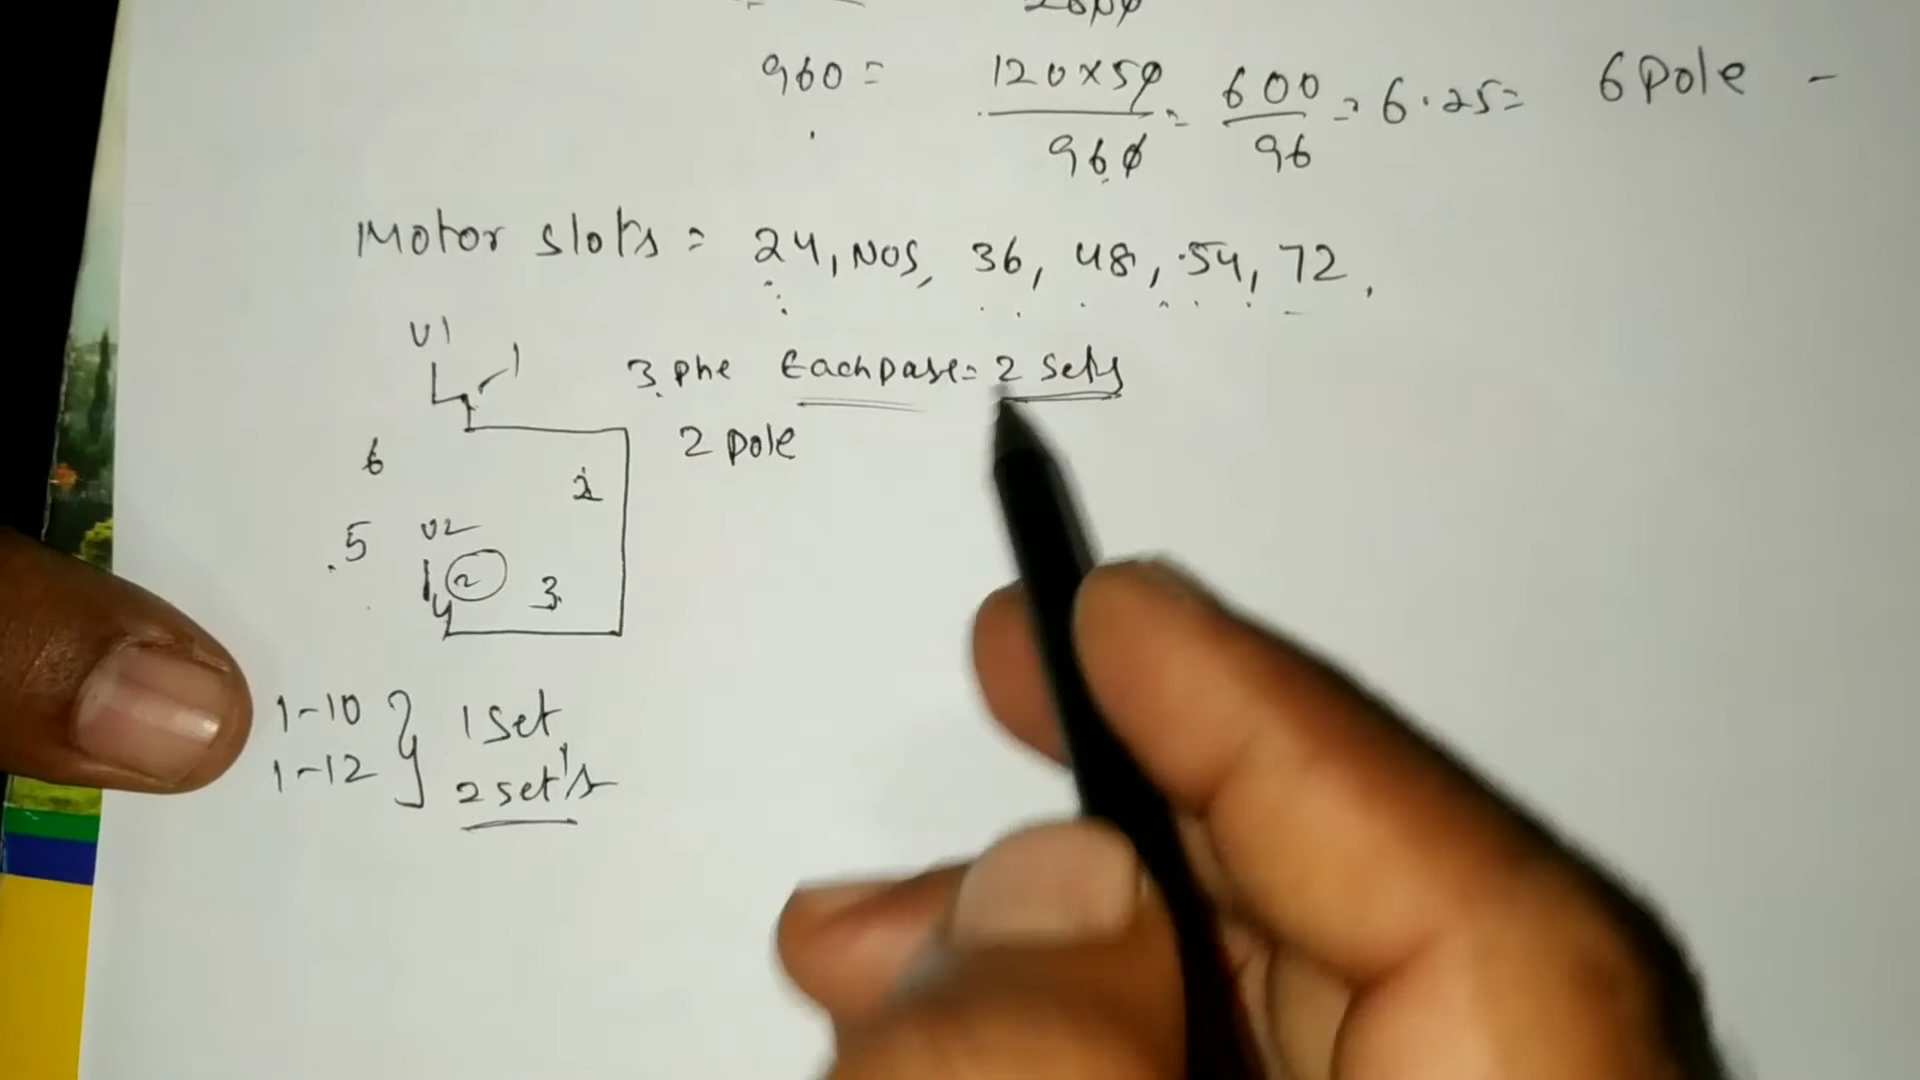 960 = 120x50 / 960 = 600 / 96 = 6.25 = 6 Pole -
Motor slots = 24, NOS, 36, 48, 54, 72,
U1
1
3 phe Eachpase = 2 sets
2 pole
6
2
5
U2
2
3
4
1-10
1-12
1 Set
2 set's